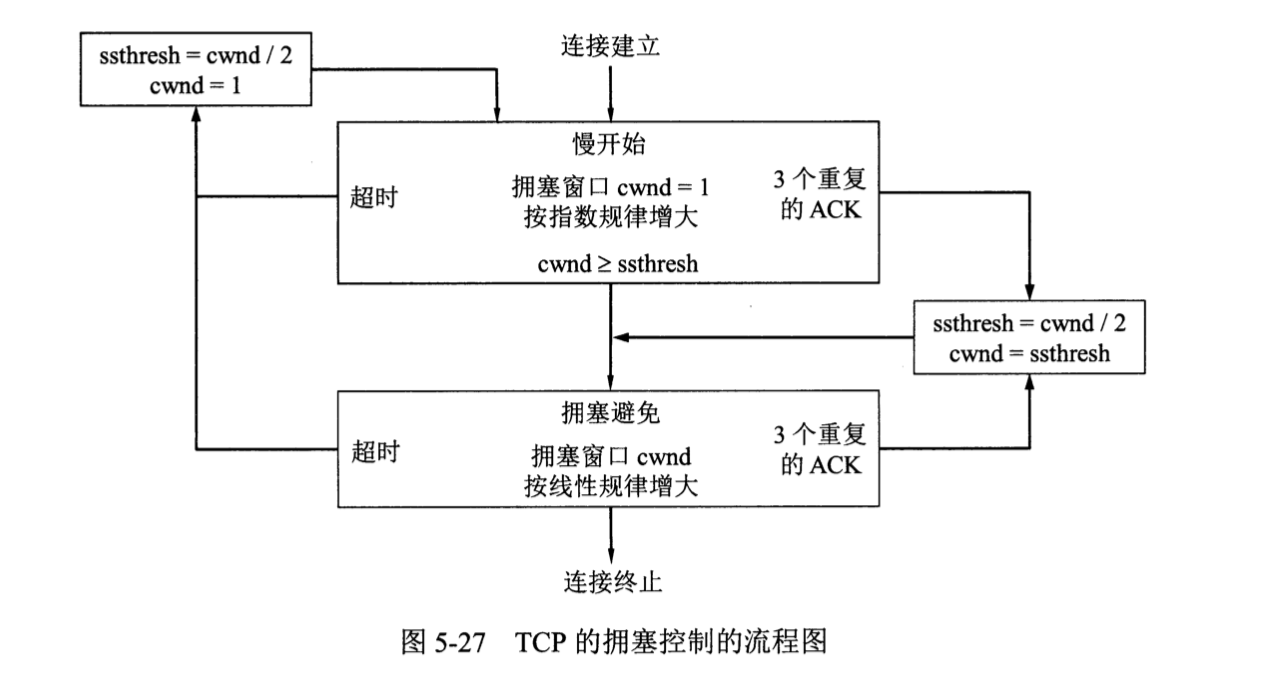 连接建立
ssthresh = cwnd / 2
cwnd = 1
慢开始
超时
拥塞窗口 cwnd = 1
按指数规律增大
3 个重复
的 ACK
cwnd ≥ ssthresh
ssthresh = cwnd / 2
cwnd = ssthresh
拥塞避免
超时
拥塞窗口 cwnd
按线性规律增大
3 个重复
的 ACK
连接终止
图 5-27 TCP 的拥塞控制的流程图